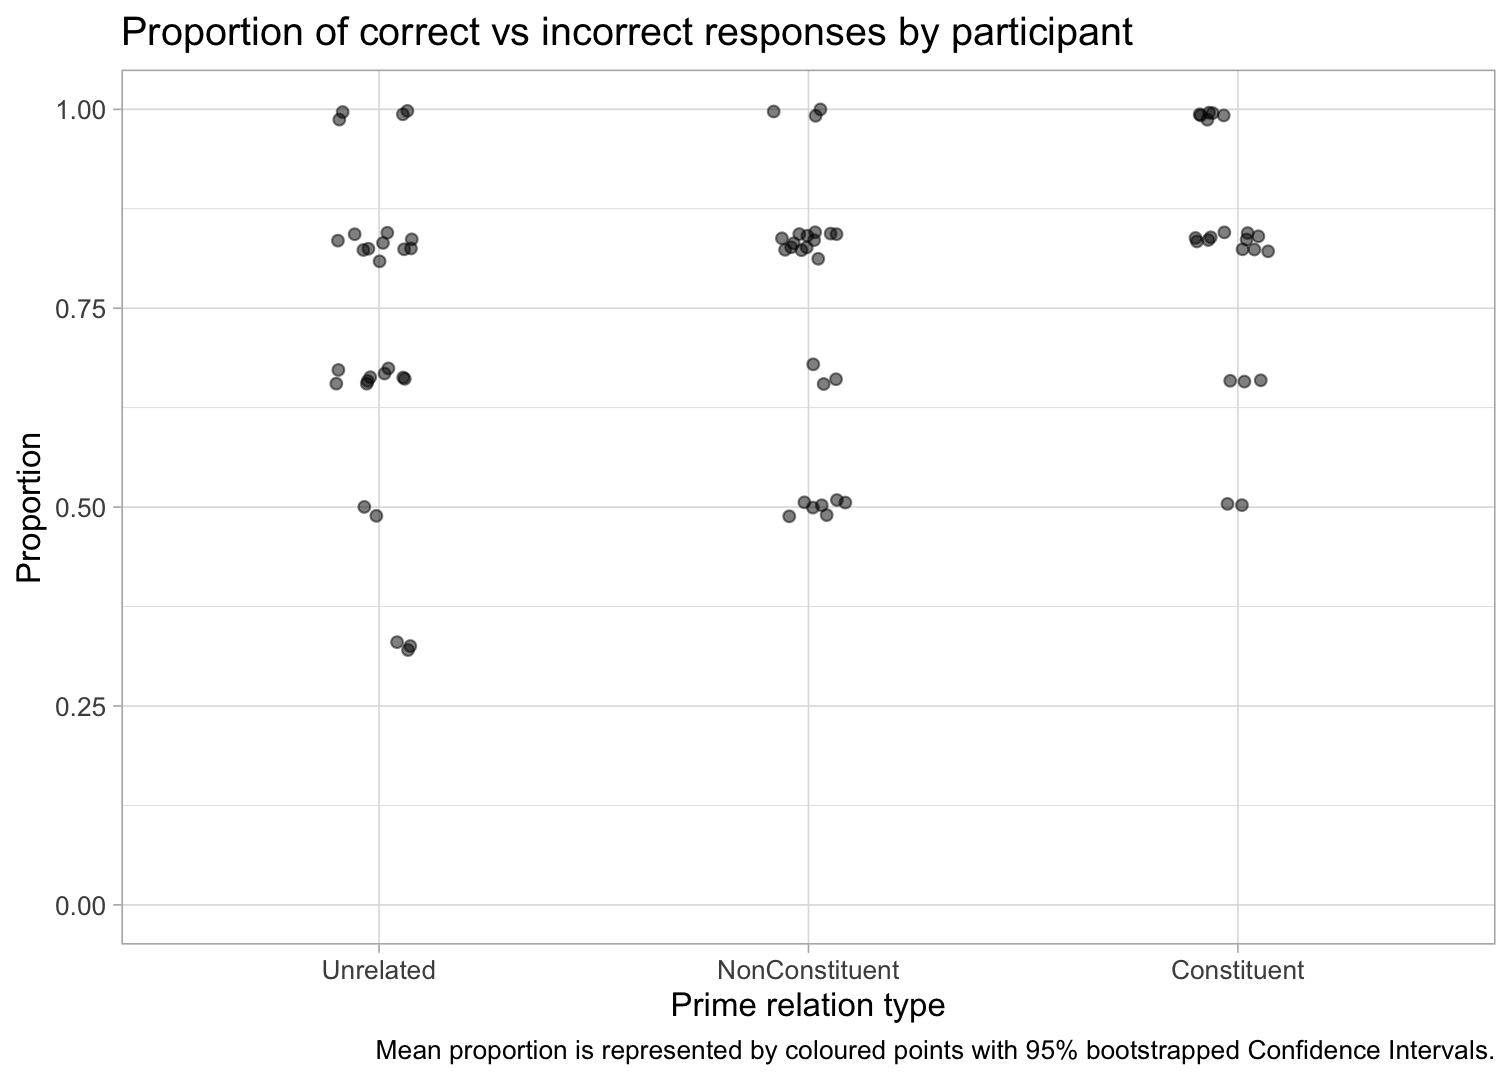 Proportion of correct vs incorrect responses by participant
1.00
0.75
0.50
0.25
0.00
Proportion
Unrelated NonConstituent Constituent
Prime relation type
Mean proportion is represented by coloured points with 95% bootstrapped Confidence Intervals.